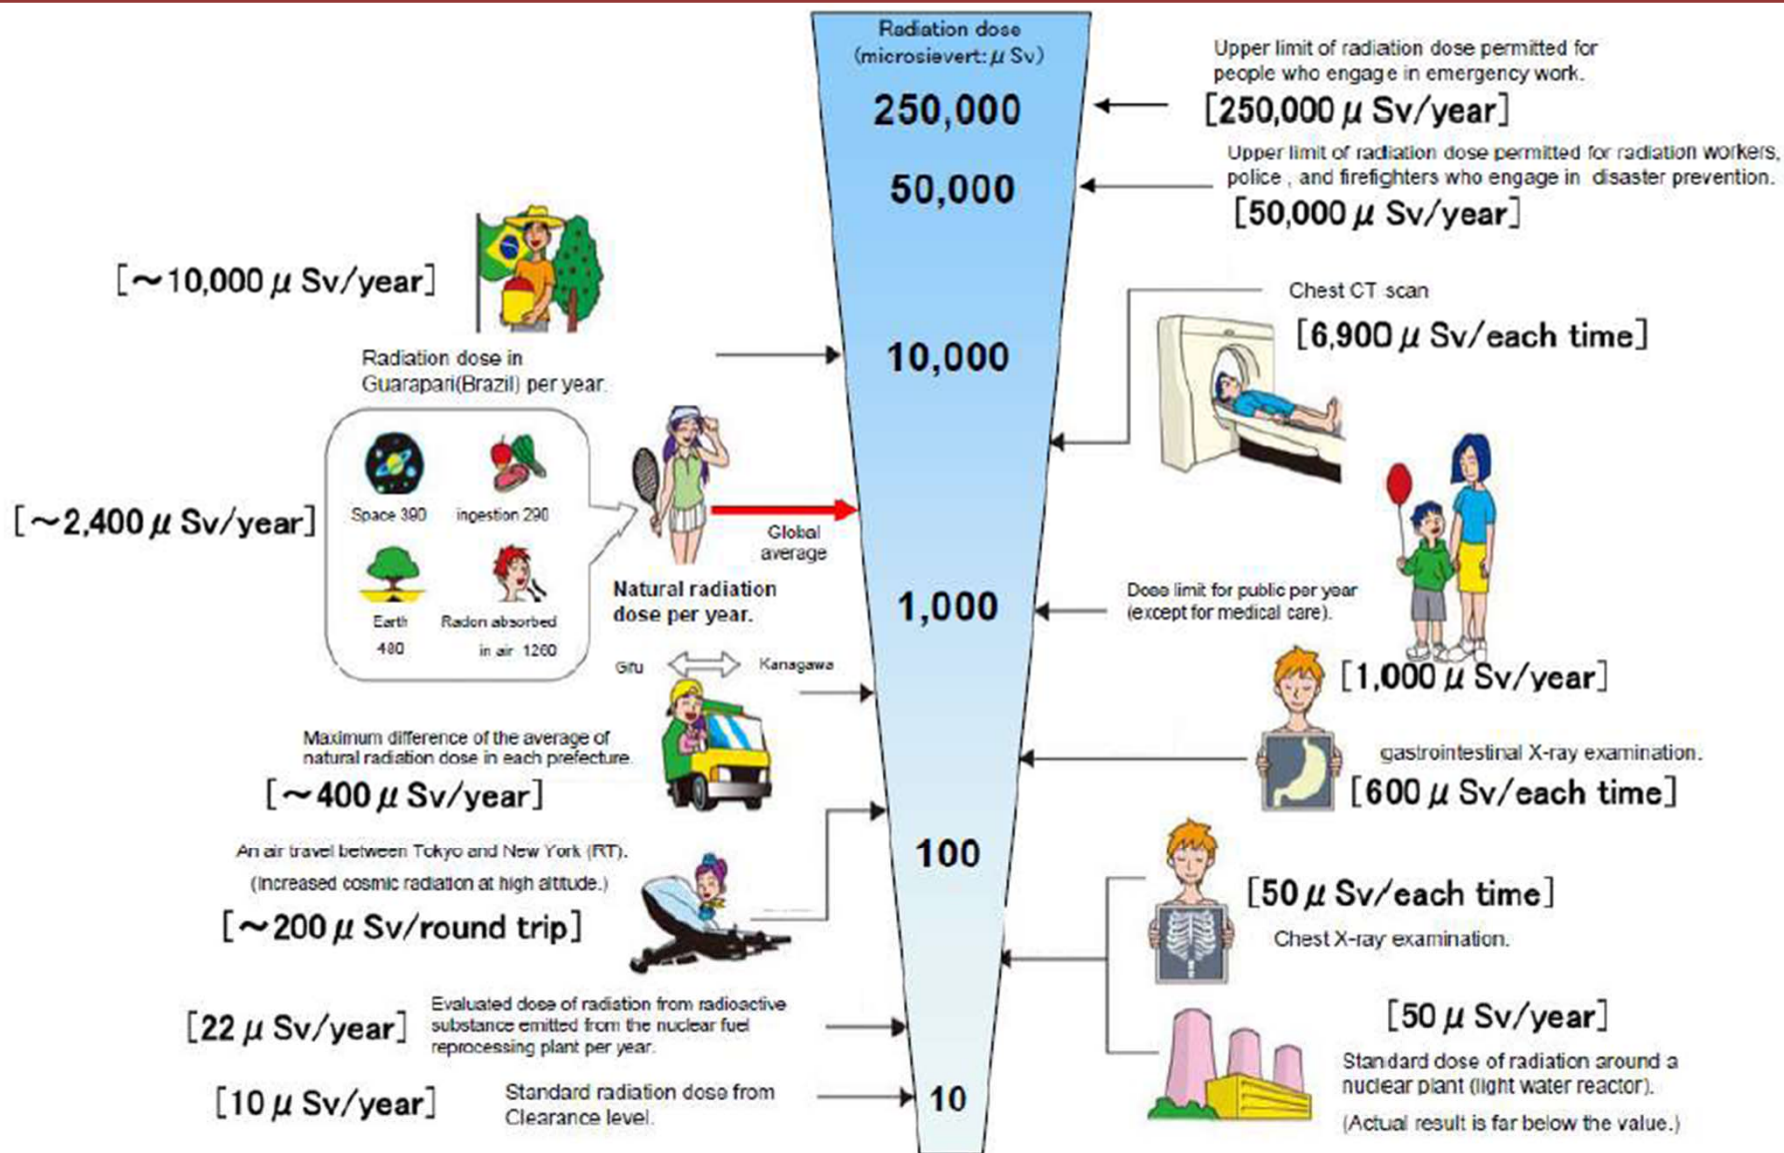 Radiation dose
(microsievert:μ Sv)
250,000
50,000
10,000
1,000
100
10
[~10,000 μ Sv/year]
Radiation dose in
Guarapari(Brazil) per year.
[~2,400 μ Sv/year]
Space 390
ingestion 290
Earth
480
Radon absorbed
in air 1260
Global
average
Natural radiation
dose per year.
Gifu
Kanagawa
Maximum difference of the average of
natural radiation dose in each prefecture.
[~400 μ Sv/year]
An air travel between Tokyo and New York (RT).
(Increased cosmic radiation at high altitude.)
[~200 μ Sv/round trip]
[22 μ Sv/year]
Evaluated dose of radiation from radioactive
substance emitted from the nuclear fuel
reprocessing plant per year.
[10 μ Sv/year]
Standard radiation dose from
Clearance level.
Upper limit of radiation dose permitted for
people who engage in emergency work.
[250,000 μ Sv/year]
Upper limit of radiation dose permitted for radiation workers,
police , and firefighters who engage in disaster prevention.
[50,000 μ Sv/year]
Chest CT scan
[6,900 μ Sv/each time]
Dose limit for public per year
(except for medical care).
[1,000 μ Sv/year]
gastrointestinal X-ray examination.
[600 μ Sv/each time]
[50 μ Sv/each time]
Chest X-ray examination.
[50 μ Sv/year]
Standard dose of radiation around a
nuclear plant (light water reactor).
(Actual result is far below the value.)